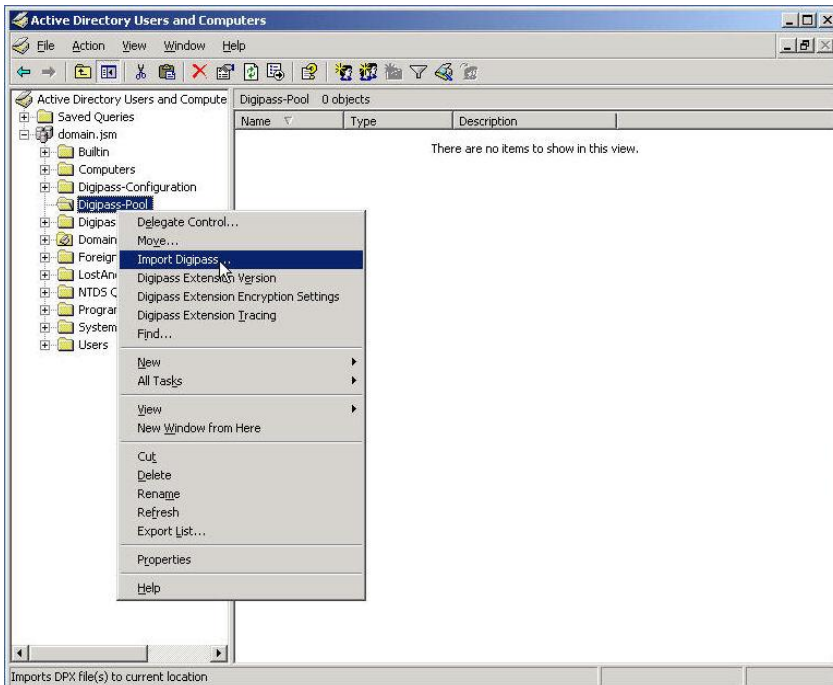 Active Directory Users and Computers
File Action View Window Help
Active Directory Users and Compute
Digipass-Pool 0 objects
Saved Queries
domain.jsm
Builtin
Computers
Digipass-Configuration
Digipass-Pool
Digipas
Domain
Foreign
LostAn
NTDS Q
Program
System
Users
Name Type Description
There are no items to show in this view.
Delegate Control...
Move...
Import Digipass...
Digipass Extension Version
Digipass Extension Encryption Settings
Digipass Extension Tracing
Find...
New
All Tasks
View
New Window from Here
Cut
Delete
Rename
Refresh
Export List...
Properties
Help
Imports DPX file(s) to current location